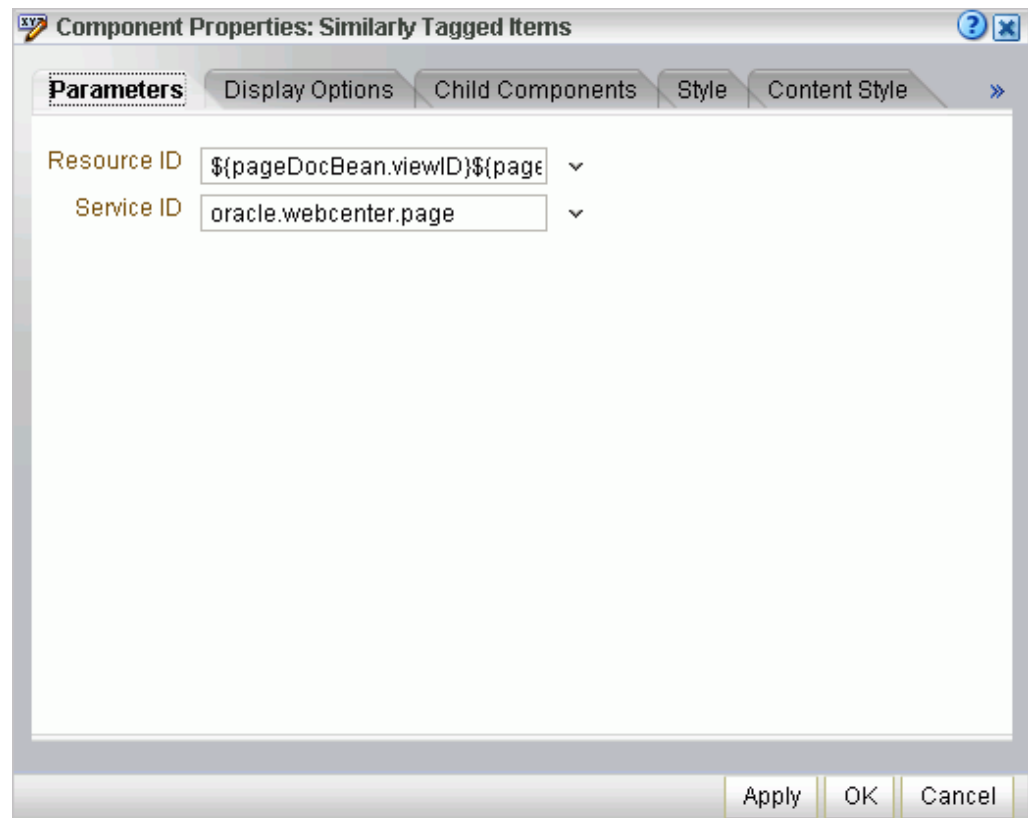 Component Properties: Similarly Tagged Items
Parameters Display Options Child Components Style Content Style »
Resource ID ${pageDocBean.viewID}${page
Service ID oracle.webcenter.page
Apply OK Cancel